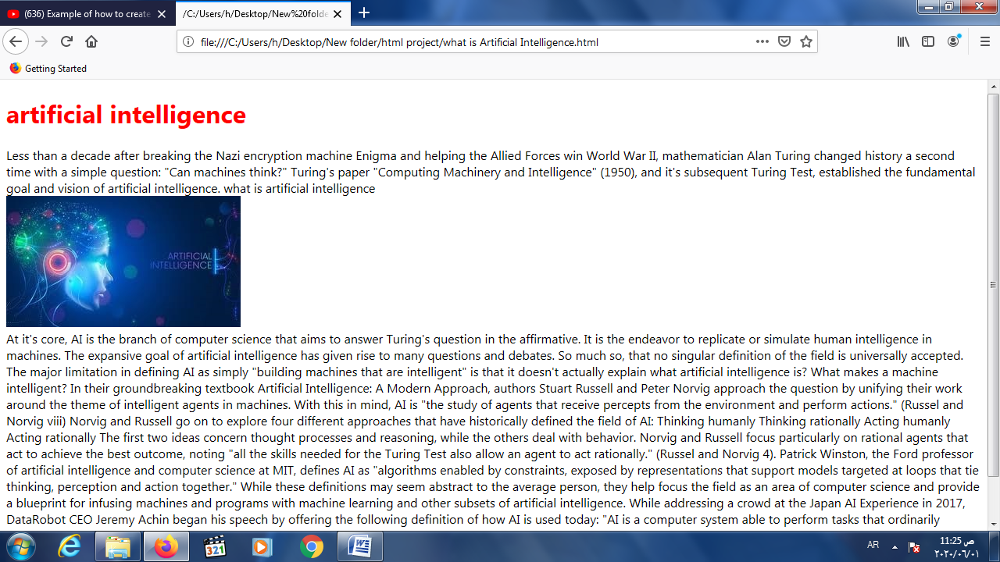 (636) Example of how to create
/C:/Users/h/Desktop/New%20folde
file:///C:/Users/h/Desktop/New folder/html project/what is Artificial Intelligence.html
Getting Started
artificial intelligence
Less than a decade after breaking the Nazi encryption machine Enigma and helping the Allied Forces win World War II, mathematician Alan Turing changed history a second
time with a simple question: "Can machines think?" Turing's paper "Computing Machinery and Intelligence" (1950), and it's subsequent Turing Test, established the fundamental
goal and vision of artificial intelligence. what is artificial intelligence
ARTIFICIAL
INTELLIGENCE
At it's core, AI is the branch of computer science that aims to answer Turing's question in the affirmative. It is the endeavor to replicate or simulate human intelligence in
machines. The expansive goal of artificial intelligence has given rise to many questions and debates. So much so, that no singular definition of the field is universally accepted.
The major limitation in defining AI as simply "building machines that are intelligent" is that it doesn't actually explain what artificial intelligence is? What makes a machine
intelligent? In their groundbreaking textbook Artificial Intelligence: A Modern Approach, authors Stuart Russell and Peter Norvig approach the question by unifying their work
around the theme of intelligent agents in machines. With this in mind, AI is "the study of agents that receive percepts from the environment and perform actions." (Russel and
Norvig viii) Norvig and Russell go on to explore four different approaches that have historically defined the field of AI: Thinking humanly Thinking rationally Acting humanly
Acting rationally The first two ideas concern thought processes and reasoning, while the others deal with behavior. Norvig and Russell focus particularly on rational agents that
act to achieve the best outcome, noting "all the skills needed for the Turing Test also allow an agent to act rationally." (Russel and Norvig 4). Patrick Winston, the Ford professor
of artificial intelligence and computer science at MIT, defines AI as "algorithms enabled by constraints, exposed by representations that support models targeted at loops that tie
thinking, perception and action together." While these definitions may seem abstract to the average person, they help focus the field as an area of computer science and provide
a blueprint for infusing machines and programs with machine learning and other subsets of artificial intelligence. While addressing a crowd at the Japan AI Experience in 2017,
DataRobot CEO Jeremy Achin began his speech by offering the following definition of how AI is used today: "AI is a computer system able to perform tasks that ordinarily
321
AR
11:25 ص
٢٠٢٠/٠٦/٠١